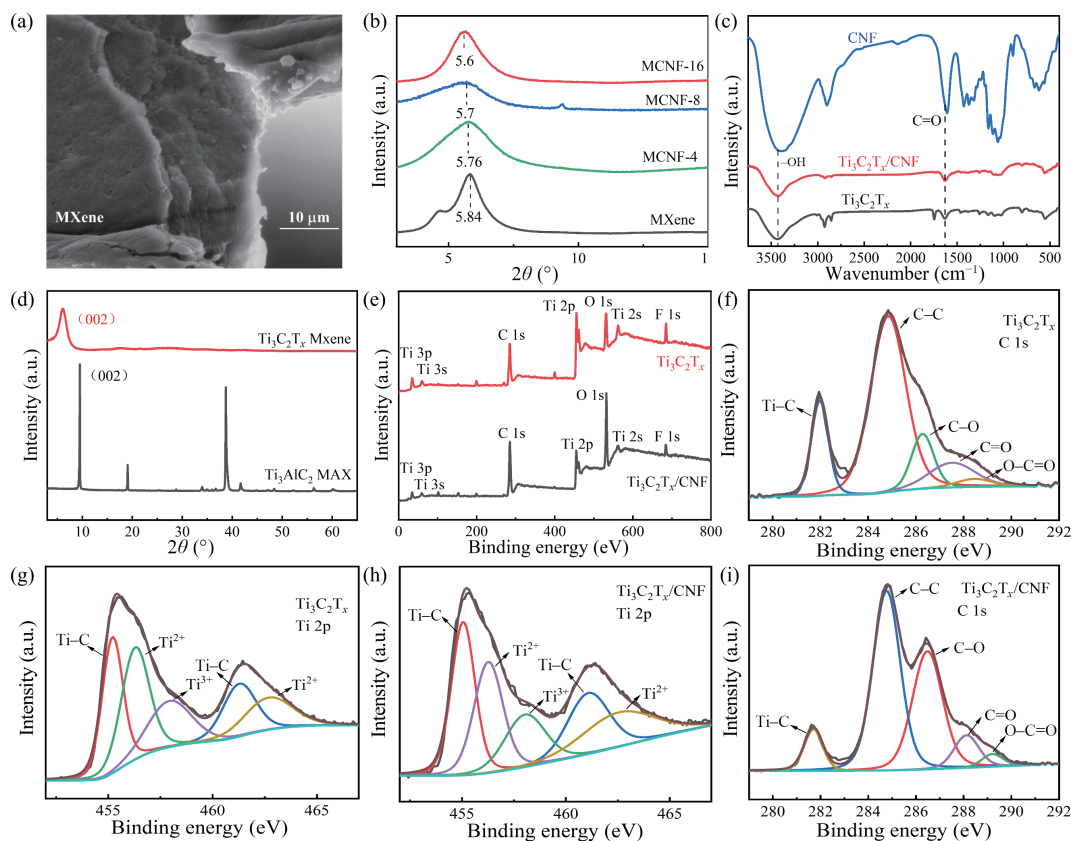 (a)
MXene
10 μm
(b)
Intensity (a.u.)
MCNF-16
5.6
MCNF-8
5.7
MCNF-4
5.76
MXene
5.84
5
10
1
2θ (°)
(c)
Intensity (a.u.)
CNF
C=O
–OH
Ti₃C₂Tₓ/CNF
Ti₃C₂Tₓ
3500 3000 2500 2000 1500 1000 500
Wavenumber (cm⁻¹)
(d)
Intensity (a.u.)
(002)
Ti₃C₂Tₓ Mxene
(002)
Ti₃AlC₂ MAX
10 20 30 40 50 60
2θ (°)
(e)
Intensity (a.u.)
Ti 3p
Ti 3s
C 1s
Ti 2p
O 1s
Ti 2s
F 1s
Ti₃C₂Tₓ
Ti 3p
Ti 3s
C 1s
O 1s
Ti 2p
Ti 2s
F 1s
Ti₃C₂Tₓ/CNF
0 200 400 600 800
Binding energy (eV)
(f)
Intensity (a.u.)
Ti₃C₂Tₓ
C 1s
C–C
Ti–C
C–O
C=O
O–C=O
280 282 284 286 288 290 292
Binding energy (eV)
(g)
Intensity (a.u.)
Ti₃C₂Tₓ
Ti 2p
Ti–C
Ti²⁺
Ti³⁺
Ti–C
Ti²⁺
455 460 465
Binding energy (eV)
(h)
Intensity (a.u.)
Ti₃C₂Tₓ/CNF
Ti 2p
Ti–C
Ti²⁺
Ti³⁺
Ti–C
Ti²⁺
455 460 465
Binding energy (eV)
(i)
Intensity (a.u.)
Ti₃C₂Tₓ/CNF
C 1s
C–C
C–O
Ti–C
C=O
O–C=O
280 282 284 286 288 290 292
Binding energy (eV)